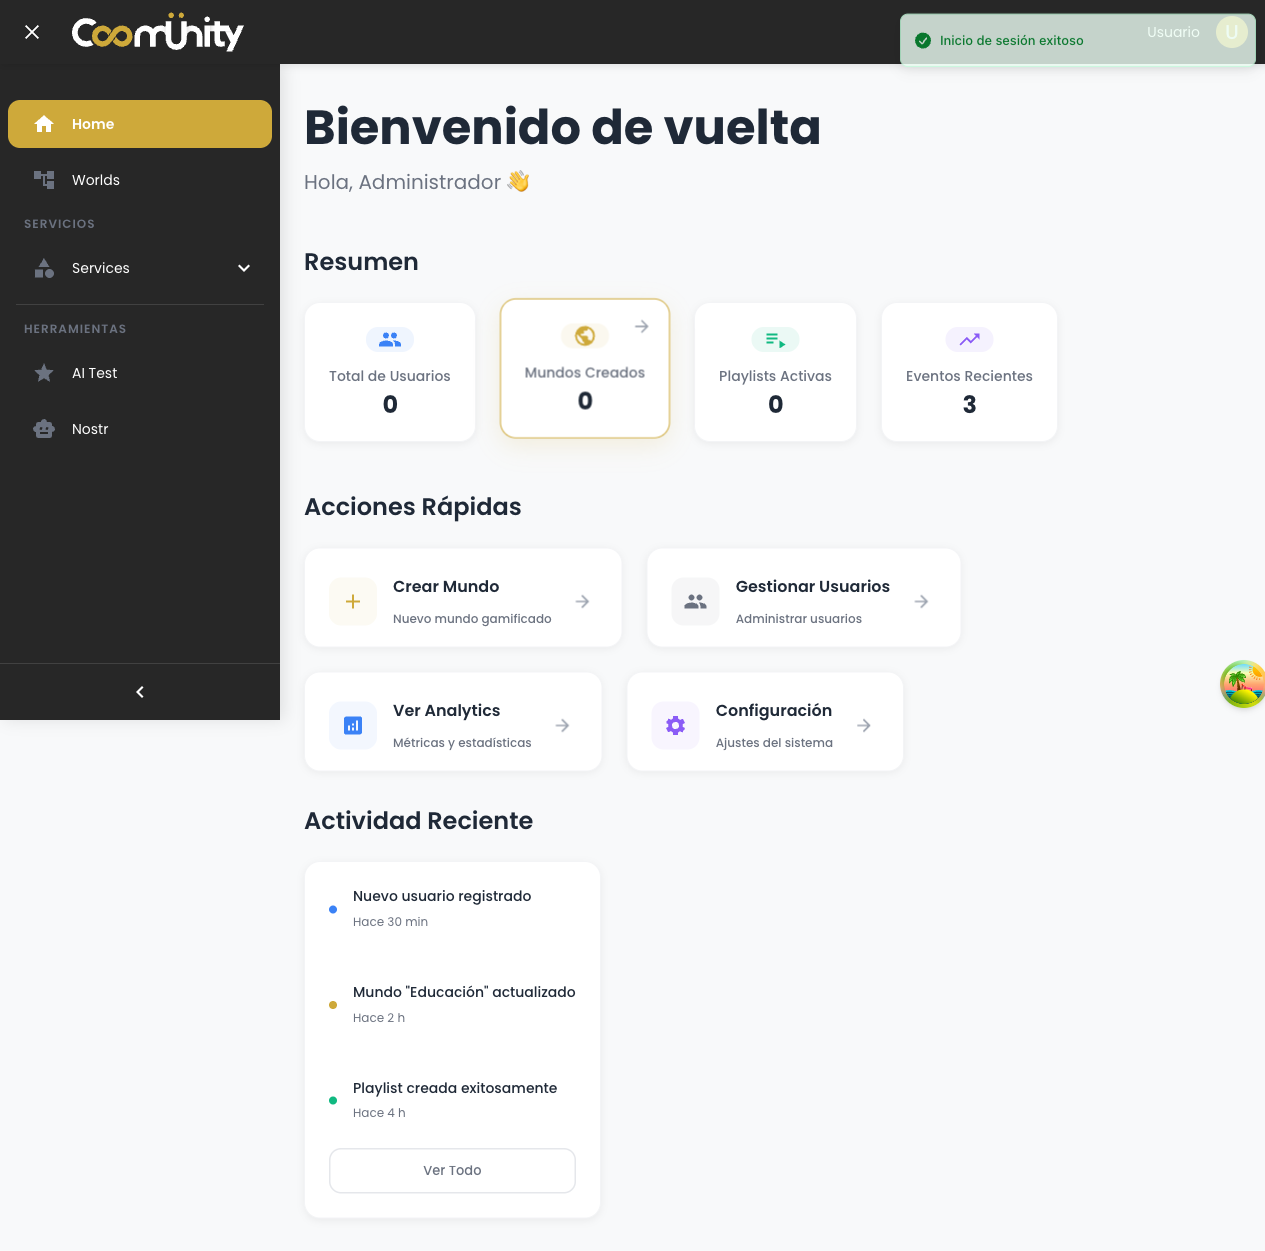 Coomÿnity
Inicio de sesión exitoso
Usuario
U
Home
Worlds
SERVICIOS
Services
HERRAMIENTAS
AI Test
Nostr
Bienvenido de vuelta
Hola, Administrador 👋
Resumen
Total de Usuarios
0
Mundos Creados
0
Playlists Activas
0
Eventos Recientes
3
Acciones Rápidas
Crear Mundo
Nuevo mundo gamificado
Gestionar Usuarios
Administrar usuarios
Ver Analytics
Métricas y estadísticas
Configuración
Ajustes del sistema
Actividad Reciente
Nuevo usuario registrado
Hace 30 min
Mundo "Educación" actualizado
Hace 2 h
Playlist creada exitosamente
Hace 4 h
Ver Todo